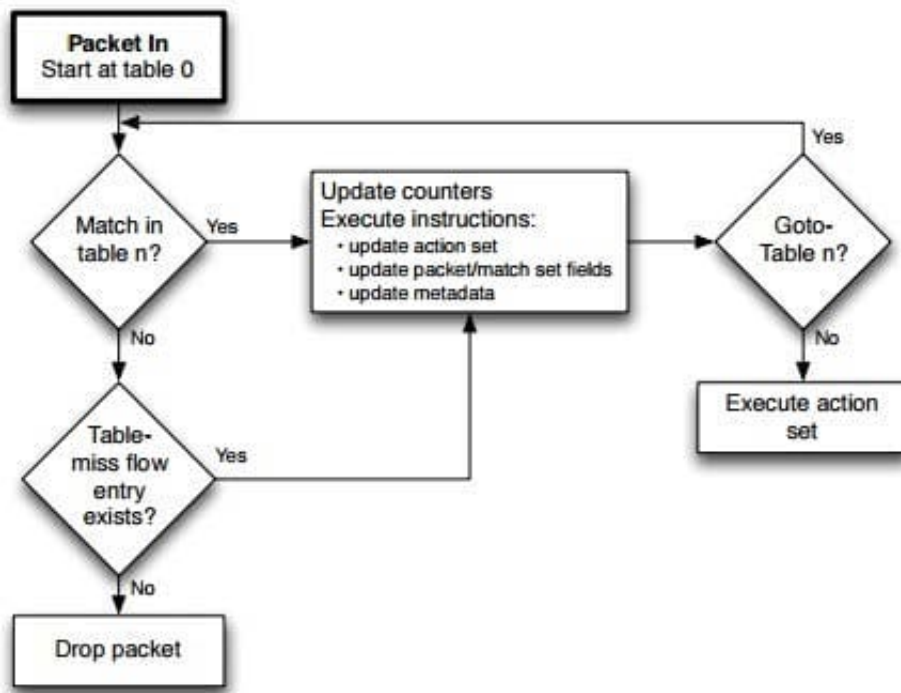 Packet In
Start at table 0
Yes
Match in
table n?
Yes
Update counters
Execute instructions:
• update action set
• update packet/match set fields
• update metadata
Goto-
Table n?
No
No
Execute action
set
Table-
miss flow
entry
exists?
Yes
No
Drop packet